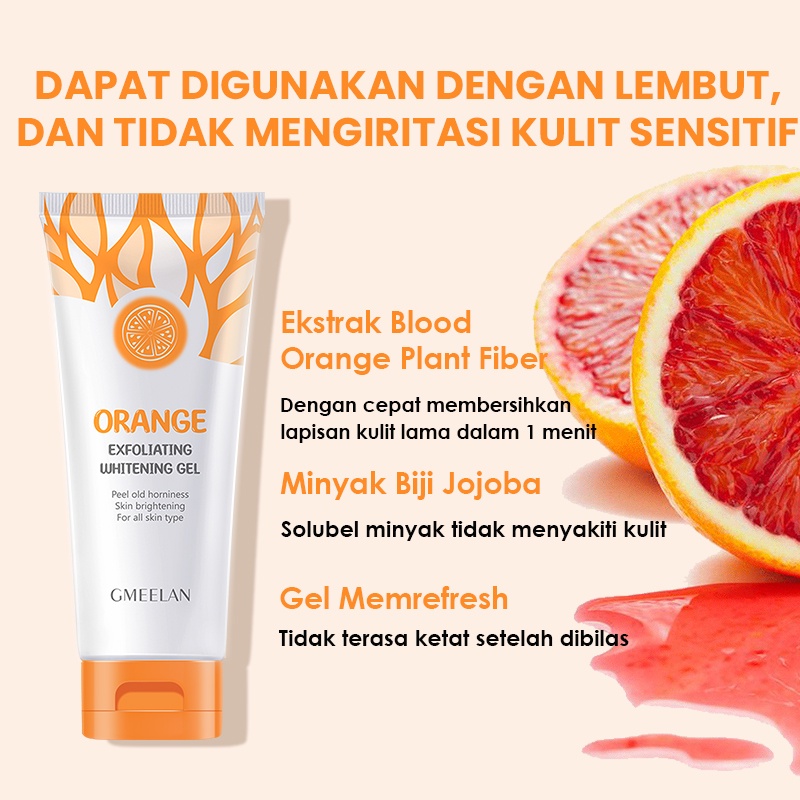 DAPAT DIGUNAKAN DENGAN LEMBUT,
DAN TIDAK MENGIRITASI KULIT SENSITIF
Ekstrak Blood
Orange Plant Fiber
Dengan cepat membersihkan
lapisan kulit lama dalam 1 menit
Minyak Biji Jojoba
Solubel minyak tidak menyakiti kulit
Gel Memrefresh
Tidak terasa ketat setelah dibilas
ORANGE
EXFOLIATING
WHITENING GEL
Peel old horniness
Skin brightening
For all skin type
GMEELAN